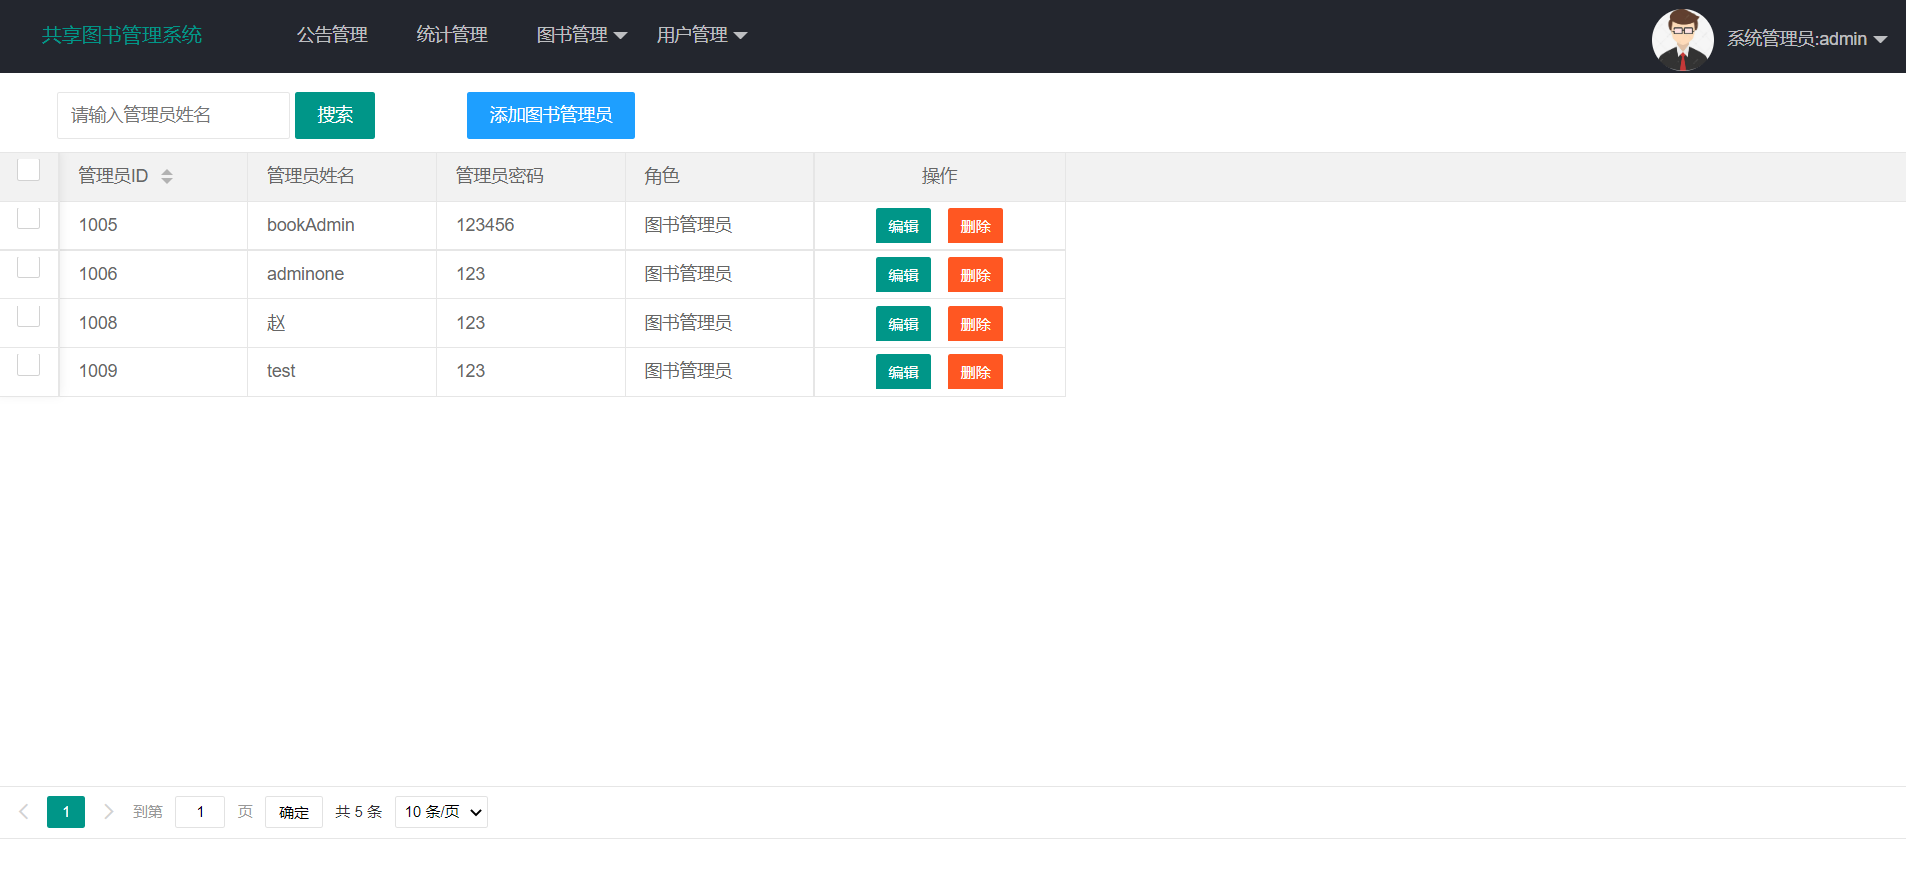 共享图书管理系统 公告管理 统计管理 图书管理 用户管理 系统管理员:admin
请输入管理员姓名 搜索 添加图书管理员
管理员ID 管理员姓名 管理员密码 角色 操作
1005 bookAdmin 123456 图书管理员 编辑 删除
1006 adminone 123 图书管理员 编辑 删除
1008 赵 123 图书管理员 编辑 删除
1009 test 123 图书管理员 编辑 删除
1 到第 1 页 确定 共 5 条 10 条/页